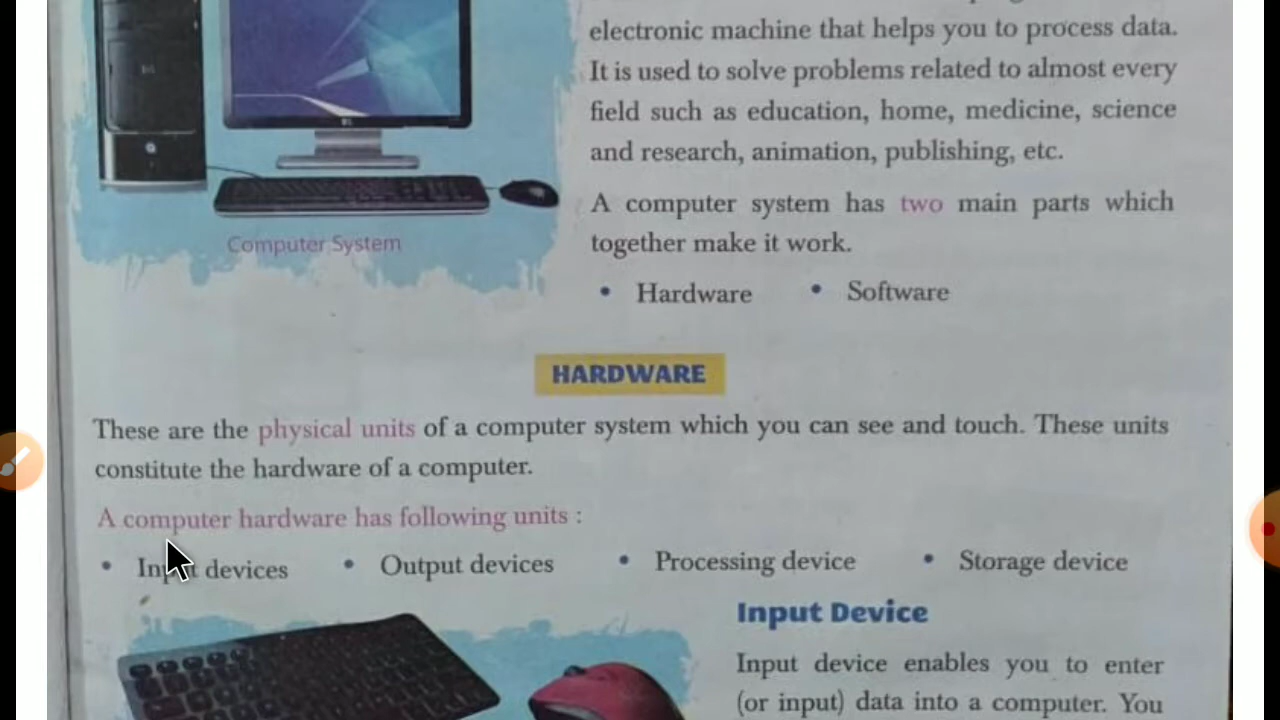 electronic machine that helps you to process data.
It is used to solve problems related to almost every
field such as education, home, medicine, science
and research, animation, publishing, etc.
A computer system has two main parts which
together make it work.
• Hardware • Software
Computer System
HARDWARE
These are the physical units of a computer system which you can see and touch. These units
constitute the hardware of a computer.
A computer hardware has following units :
• Input devices • Output devices • Processing device • Storage device
Input Device
Input device enables you to enter
(or input) data into a computer. You